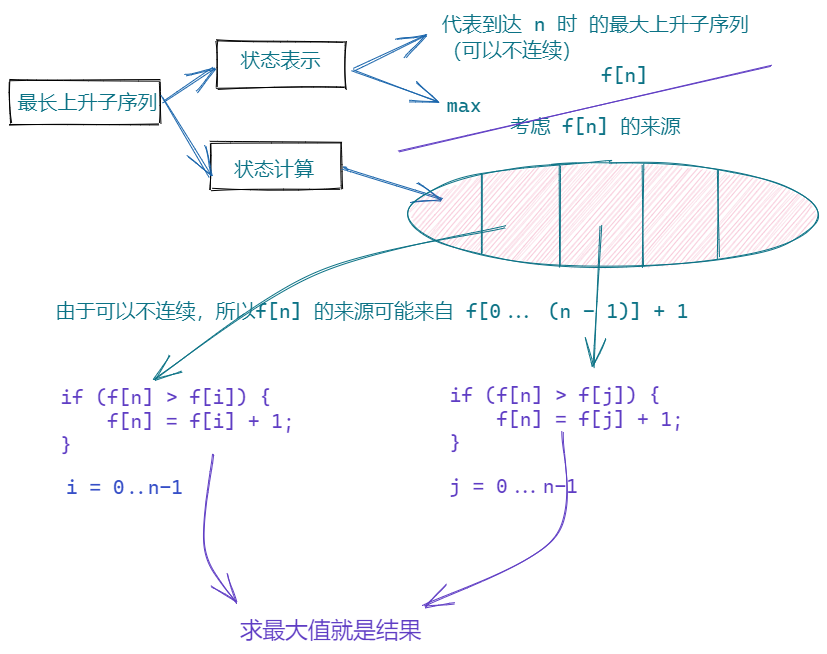 最长上升子序列
状态表示
代表到达 n 时 的最大上升子序列
（可以不连续）
max
f[n]
考虑 f[n] 的来源
状态计算
由于可以不连续，所以f[n] 的来源可能来自 f[0... (n - 1)] + 1
if (f[n] > f[i]) {
f[n] = f[i] + 1;
}
i = 0..n-1
if (f[n] > f[j]) {
f[n] = f[j] + 1;
}
j = 0...n-1
求最大值就是结果